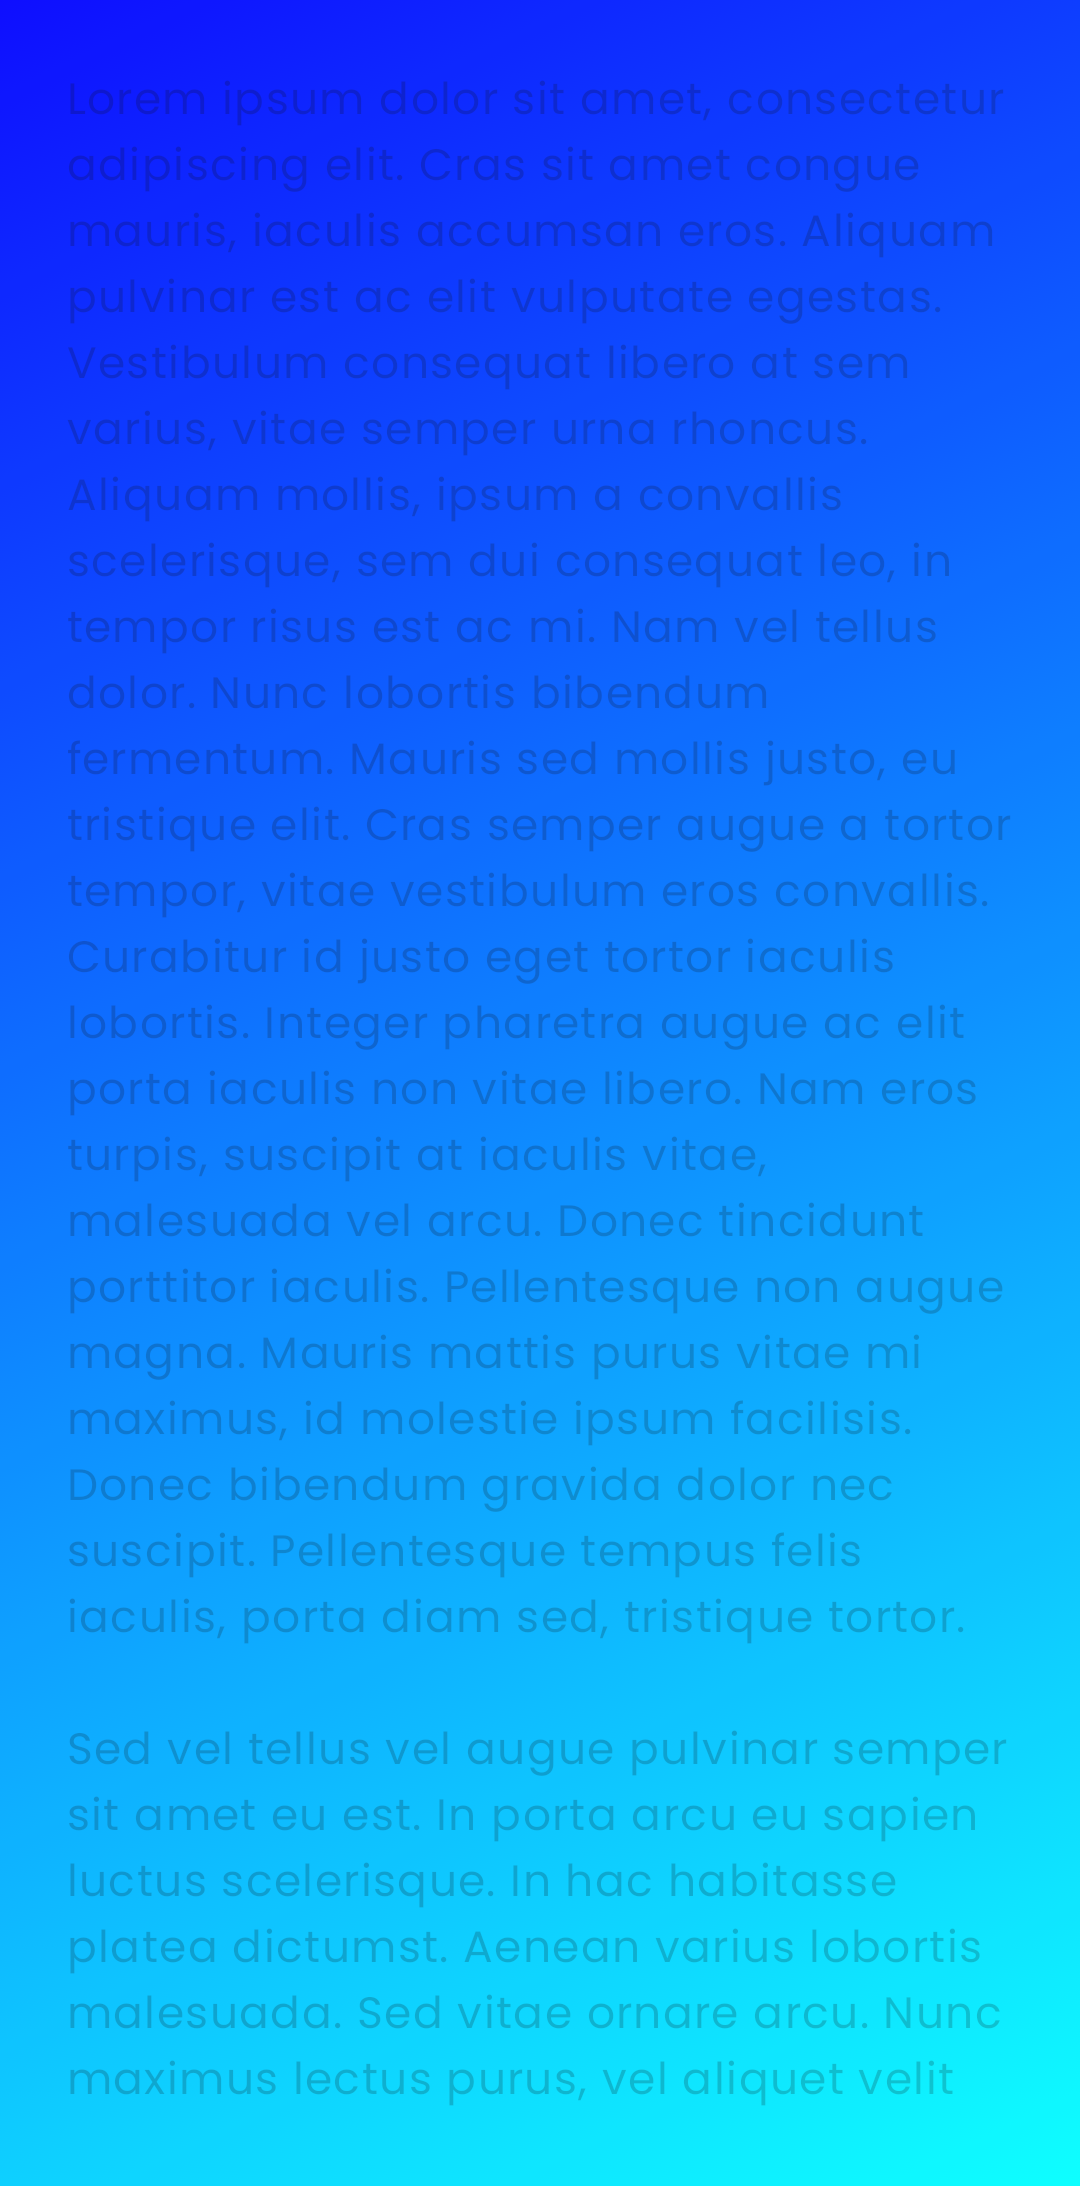 Lorem ipsum dolor sit amet, consectetur
adipiscing elit. Cras sit amet congue
mauris, iaculis accumsan eros. Aliquam
pulvinar est ac elit vulputate egestas.
Vestibulum consequat libero at sem
varius, vitae semper urna rhoncus.
Aliquam mollis, ipsum a convallis
scelerisque, sem dui consequat leo, in
tempor risus est ac mi. Nam vel tellus
dolor. Nunc lobortis bibendum
fermentum. Mauris sed mollis justo, eu
tristique elit. Cras semper augue a tortor
tempor, vitae vestibulum eros convallis.
Curabitur id justo eget tortor iaculis
lobortis. Integer pharetra augue ac elit
porta iaculis non vitae libero. Nam eros
turpis, suscipit at iaculis vitae,
malesuada vel arcu. Donec tincidunt
porttitor iaculis. Pellentesque non augue
magna. Mauris mattis purus vitae mi
maximus, id molestie ipsum facilisis.
Donec bibendum gravida dolor nec
suscipit. Pellentesque tempus felis
iaculis, porta diam sed, tristique tortor.
Sed vel tellus vel augue pulvinar semper
sit amet eu est. In porta arcu eu sapien
luctus scelerisque. In hac habitasse
platea dictumst. Aenean varius lobortis
malesuada. Sed vitae ornare arcu. Nunc
maximus lectus purus, vel aliquet velit